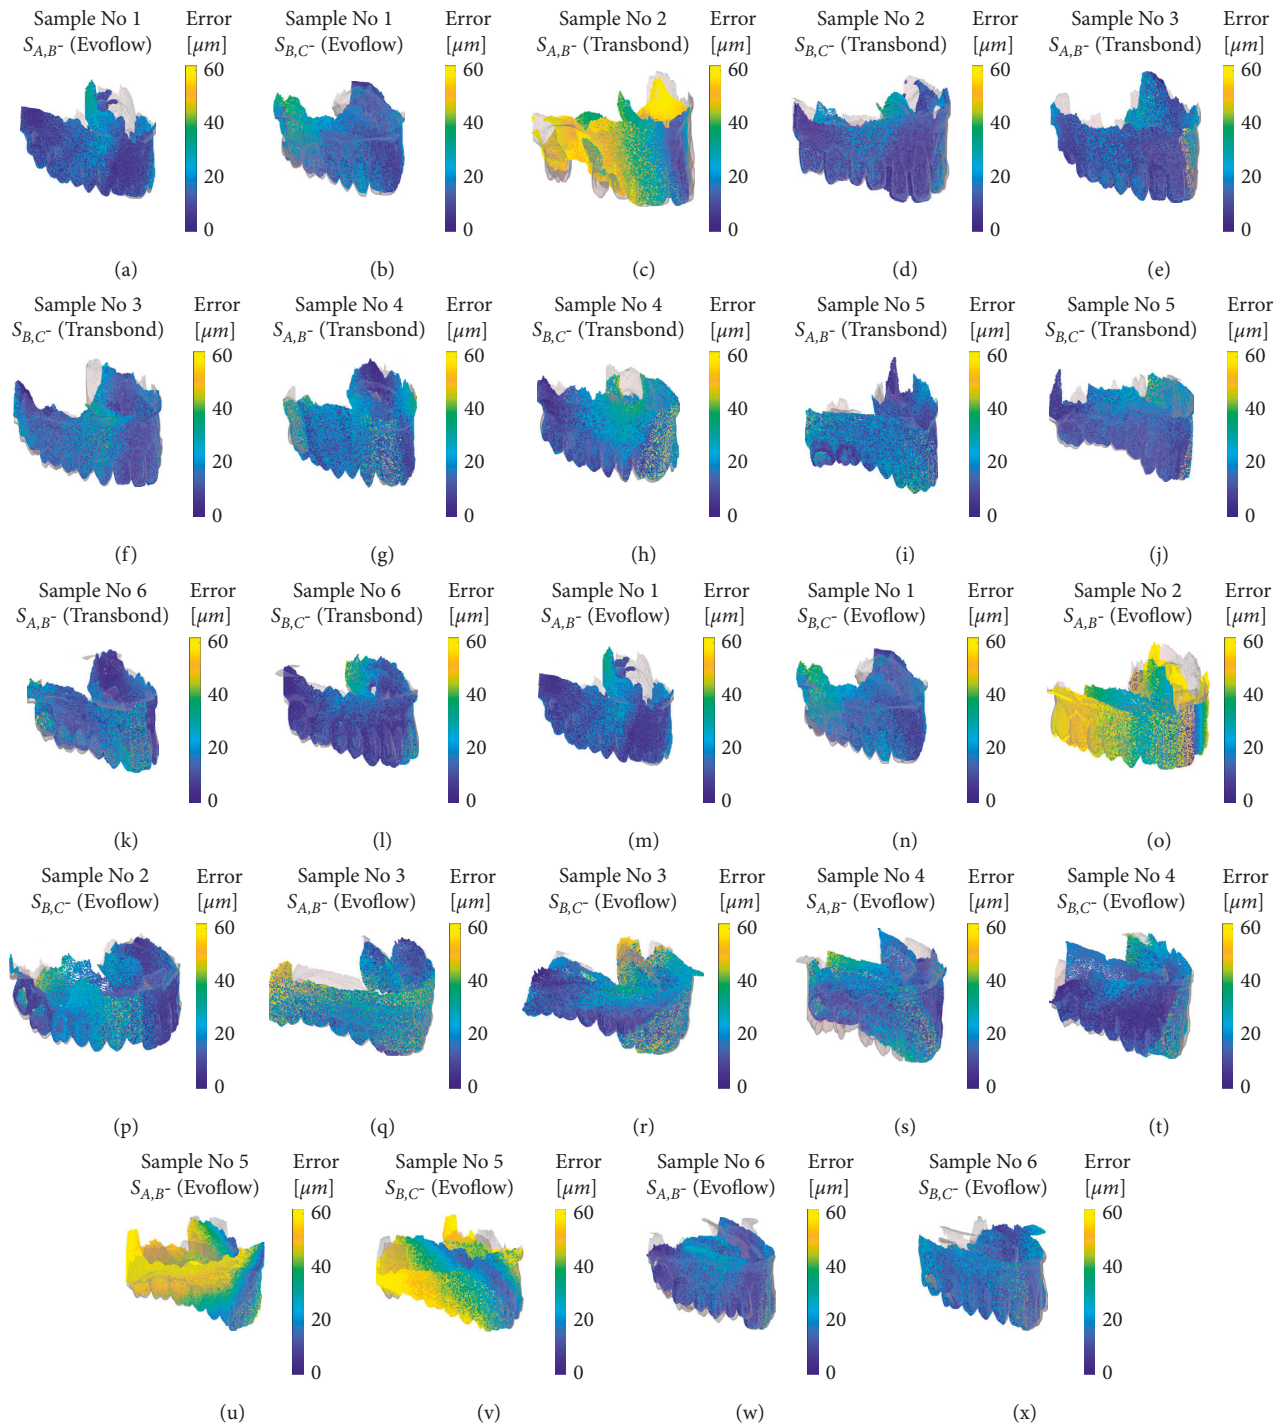 Sample No 1
S_{A,B}- (Evoflow)
Error
[μm]
60
40
20
0
(a)
Sample No 1
S_{B,C}- (Evoflow)
Error
[μm]
60
40
20
0
(b)
Sample No 2
S_{A,B}- (Transbond)
Error
[μm]
60
40
20
0
(c)
Sample No 2
S_{B,C}- (Transbond)
Error
[μm]
60
40
20
0
(d)
Sample No 3
S_{A,B}- (Transbond)
Error
[μm]
60
40
20
0
(e)
Sample No 3
S_{B,C}- (Transbond)
Error
[μm]
60
40
20
0
(f)
Sample No 4
S_{A,B}- (Transbond)
Error
[μm]
60
40
20
0
(g)
Sample No 4
S_{B,C}- (Transbond)
Error
[μm]
60
40
20
0
(h)
Sample No 5
S_{A,B}- (Transbond)
Error
[μm]
60
40
20
0
(i)
Sample No 5
S_{B,C}- (Transbond)
Error
[μm]
60
40
20
0
(j)
Sample No 6
S_{A,B}- (Transbond)
Error
[μm]
60
40
20
0
(k)
Sample No 6
S_{B,C}- (Transbond)
Error
[μm]
60
40
20
0
(l)
Sample No 1
S_{A,B}- (Evoflow)
Error
[μm]
60
40
20
0
(m)
Sample No 1
S_{B,C}- (Evoflow)
Error
[μm]
60
40
20
0
(n)
Sample No 2
S_{A,B}- (Evoflow)
Error
[μm]
60
40
20
0
(o)
Sample No 2
S_{B,C}- (Evoflow)
Error
[μm]
60
40
20
0
(p)
Sample No 3
S_{A,B}- (Evoflow)
Error
[μm]
60
40
20
0
(q)
Sample No 3
S_{B,C}- (Evoflow)
Error
[μm]
60
40
20
0
(r)
Sample No 4
S_{A,B}- (Evoflow)
Error
[μm]
60
40
20
0
(s)
Sample No 4
S_{B,C}- (Evoflow)
Error
[μm]
60
40
20
0
(t)
Sample No 5
S_{A,B}- (Evoflow)
Error
[μm]
60
40
20
0
(u)
Sample No 5
S_{B,C}- (Evoflow)
Error
[μm]
60
40
20
0
(v)
Sample No 6
S_{A,B}- (Evoflow)
Error
[μm]
60
40
20
0
(w)
Sample No 6
S_{B,C}- (Evoflow)
Error
[μm]
60
40
20
0
(x)